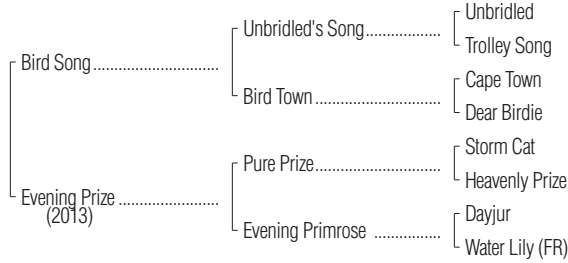 Unbridled
Unbridled's Song....................
Trolley Song
Bird Song.................................
Cape Town
Bird Town.................................
Dear Birdie
Storm Cat
Pure Prize.................................
Heavenly Prize
Evening Prize ..........................
(2013)
Dayjur
Evening Primrose .................
Water Lily (FR)